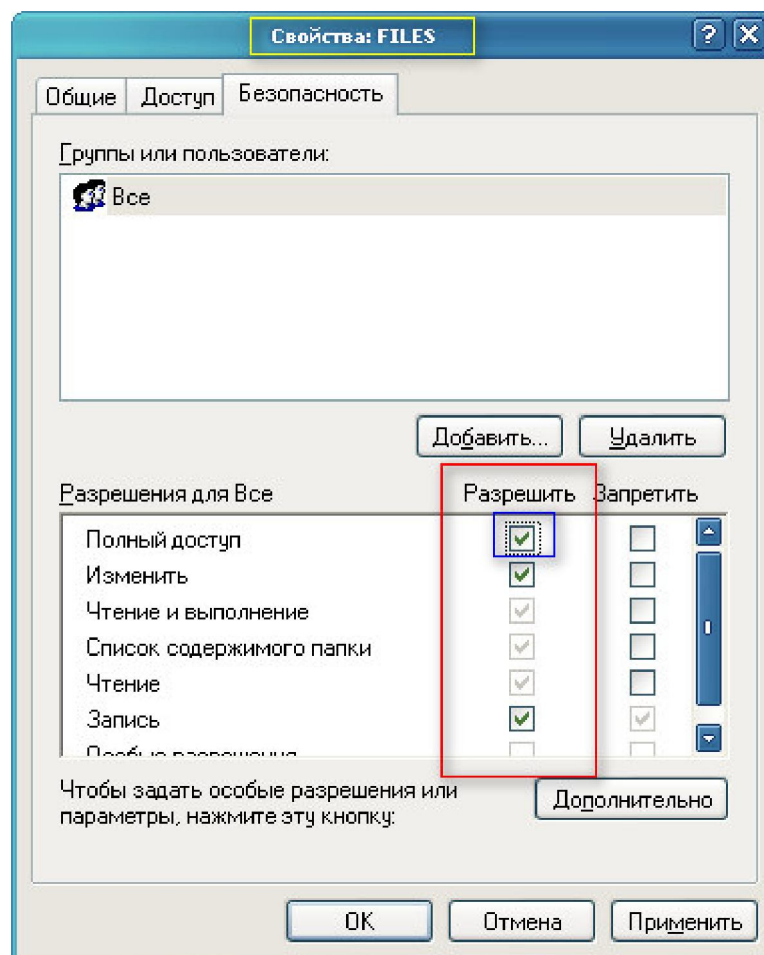 Свойства: FILES
Общие Доступ Безопасность
Группы или пользователи:
Все
Добавить... Удалить
Разрешения для Все Разрешить Запретить
Полный доступ
Изменить
Чтение и выполнение
Список содержимого папки
Чтение
Запись
Особые разрешения
Чтобы задать особые разрешения или
параметры, нажмите эту кнопку:
Дополнительно
OK Отмена Применить